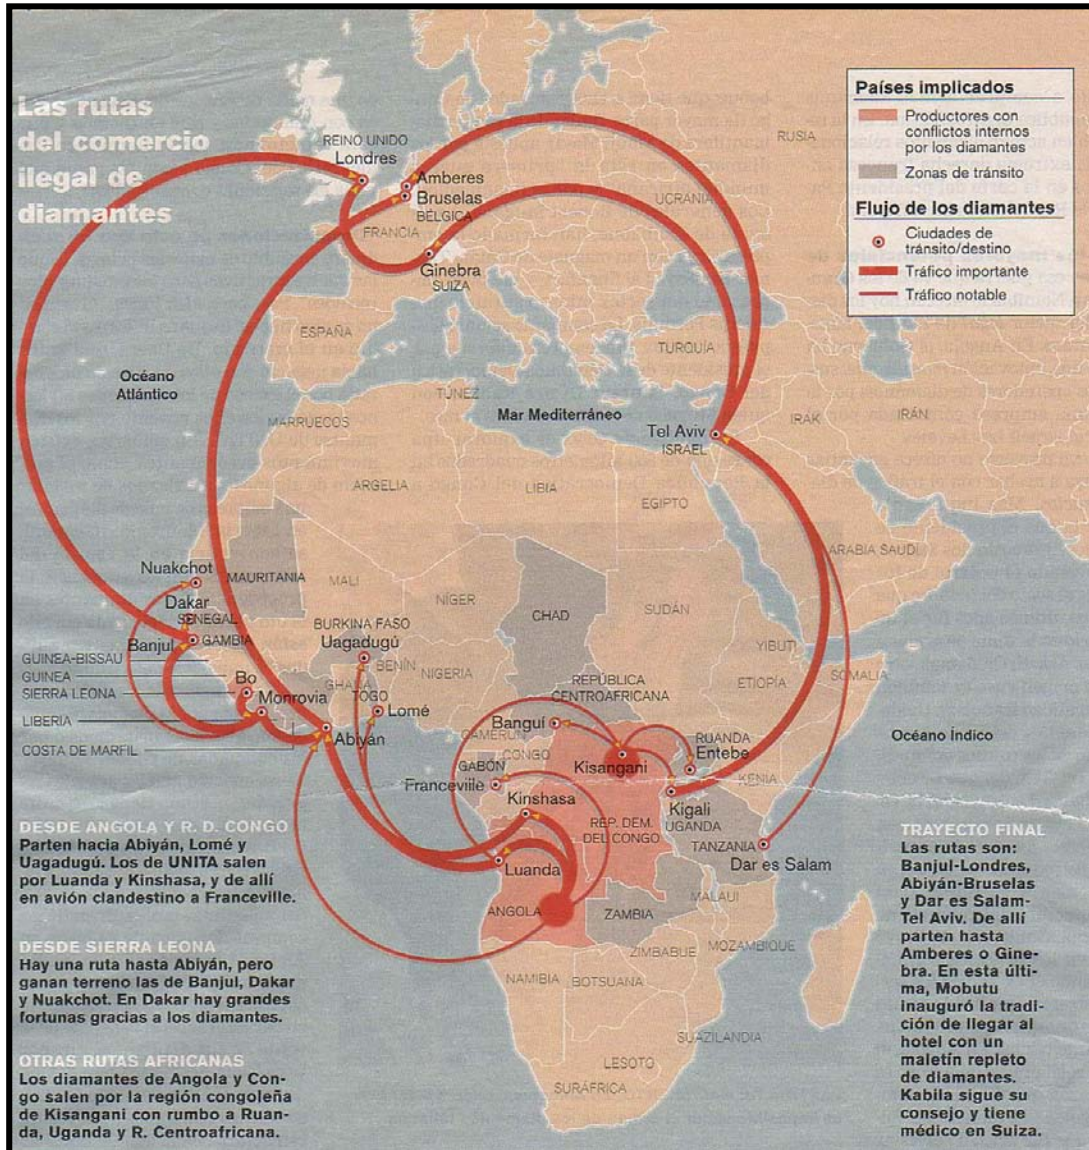 Las rutas
del comercio
ilegal de
diamantes
Países implicados
Productores con
conflictos internos
por los diamantes
Zonas de tránsito
Flujo de los diamantes
Ciudades de
tránsito/destino
Tráfico importante
Tráfico notable
REINO UNIDO
Londres
Amberes
Bruselas
BÉLGICA
FRANCIA
Ginebra
SUIZA
RUSIA
UCRANIA
ESPAÑA
Océano
Atlántico
TURQUIA
TÚNEZ
Mar Mediterráneo
MARRUECOS
Tel Aviv
ISRAEL
IRAK
IRÁN
ARGELIA
LIBIA
EGIPTO
ARABIA SAUDÍ
Nuakchot
MAURITANIA
MALI
NÍGER
CHAD
SUDÁN
Dakar
SENEGAL
Banjul
GAMBIA
BURKINA FASO
Uagadugú
BENÍN
NIGERIA
YIBUTI
ETIOPÍA
SOMALIA
GUINEA-BISSAU
GUINEA
SIERRA LEONA
LIBERIA
COSTA DE MARFIL
Bo
Monrovia
GHANA
TOGO
Lomé
Abiyán
REPÚBLICA
CENTROAFRICANA
Banguí
CAMERÚN
CONGO
Kisangani
RUANDA
Entebe
KENIA
Océano Índico
GABÓN
Franceville
Kinshasa
Kigali
UGANDA
REP. DEM.
DEL CONGO
TANZANIA
Dar es Salam
Luanda
ANGOLA
ZAMBIA
MALAUI
ZIMBABUE
MOZAMBIQUE
NAMIBIA
BOTSUANA
SUAZILANDIA
LESOTO
SURÁFRICA
DESDE ANGOLA Y R. D. CONGO
Parten hacia Abiyán, Lomé y
Uagadugú. Los de UNITA salen
por Luanda y Kinshasa, y de allí
en avión clandestino a Franceville.
DESDE SIERRA LEONA
Hay una ruta hasta Abiyán, pero
ganan terreno las de Banjul, Dakar
y Nuakchot. En Dakar hay grandes
fortunas gracias a los diamantes.
OTRAS RUTAS AFRICANAS
Los diamantes de Angola y Con-
go salen por la región congoleña
de Kisangani con rumbo a Ruan-
da, Uganda y R. Centroafricana.
TRAYECTO FINAL
Las rutas son:
Banjul-Londres,
Abiyán-Bruselas
y Dar es Salam-
Tel Aviv. De allí
parten hasta
Amberes o Gine-
bra. En esta últi-
ma, Mobutu
inauguró la tradi-
ción de llegar al
hotel con un
maletín repleto
de diamantes.
Kabila sigue su
consejo y tiene
médico en Suiza.